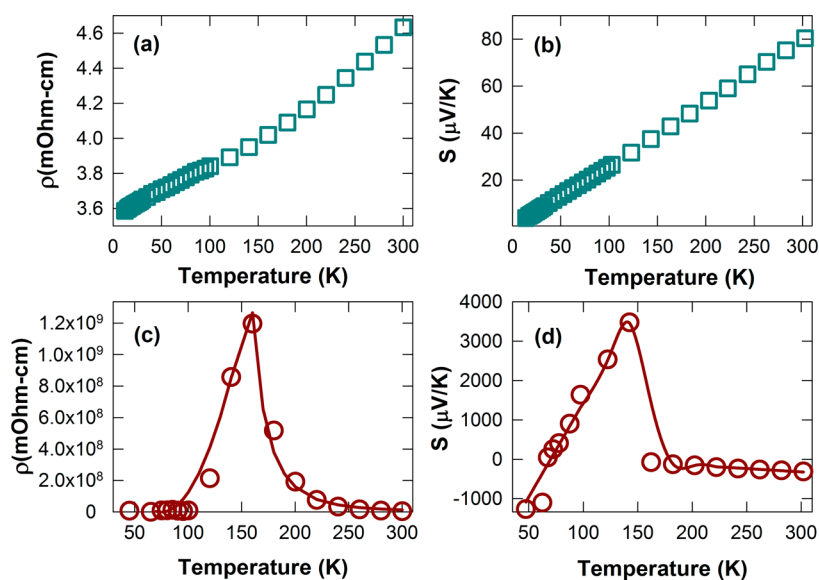 (a)
ρ(mOhm-cm)
4.6
4.4
4.2
4.0
3.8
3.6
0 50 100 150 200 250 300
Temperature (K)
(b)
S (μV/K)
80
60
40
20
0 50 100 150 200 250 300
Temperature (K)
(c)
ρ(mOhm-cm)
1.2x10⁹
1.0x10⁹
8.0x10⁸
6.0x10⁸
4.0x10⁸
2.0x10⁸
0
50 100 150 200 250 300
Temperature (K)
(d)
S (μV/K)
4000
3000
2000
1000
0
-1000
50 100 150 200 250 300
Temperature (K)